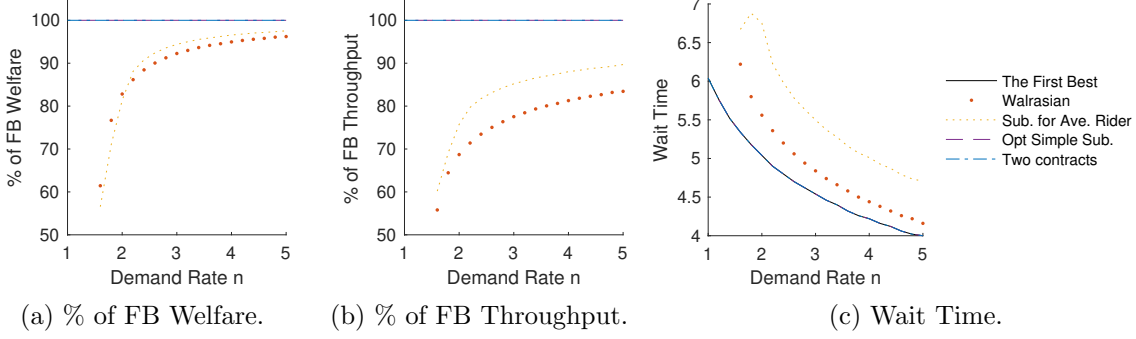 100
90
80
70
60
50
% of FB Welfare
1 2 3 4 5
Demand Rate n
(a) % of FB Welfare.
100
90
80
70
60
50
% of FB Throughput
1 2 3 4 5
Demand Rate n
(b) % of FB Throughput.
7
6.5
6
5.5
5
4.5
4
Wait Time
1 2 3 4 5
Demand Rate n
(c) Wait Time.
The First Best
Walrasian
Sub. for Ave. Rider
Opt Simple Sub.
Two contracts